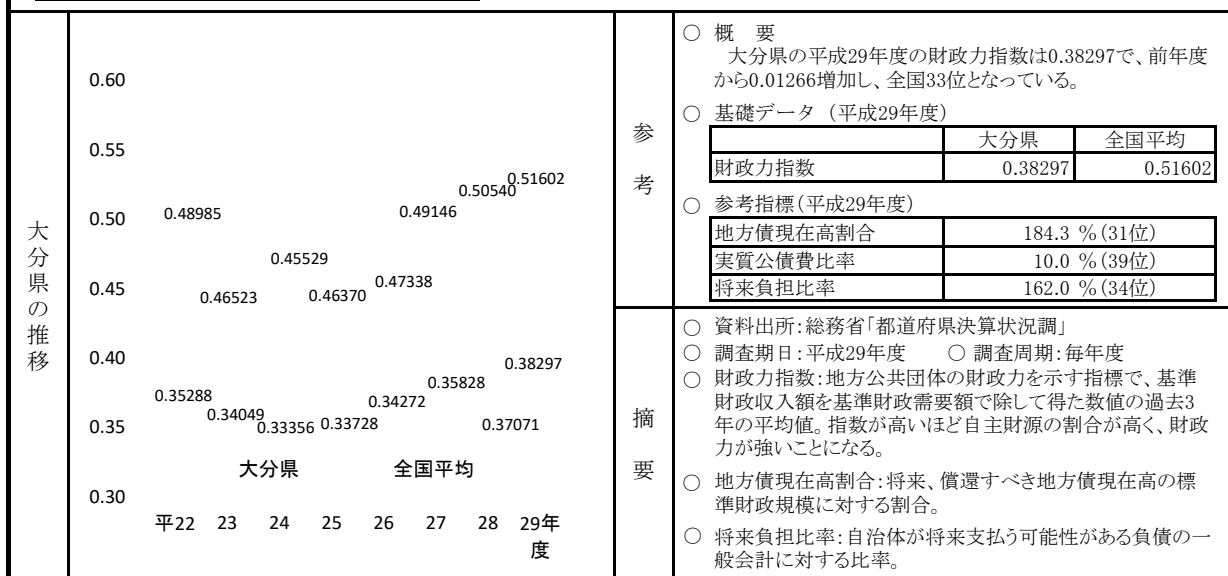 大分県の推移
0.60
0.55
0.50
0.45
0.40
0.35
0.30
0.48985
0.46523
0.45529
0.46370
0.47338
0.49146
0.50540
0.51602
0.35288
0.34049
0.33356
0.33728
0.34272
0.35828
0.37071
0.38297
大分県 全国平均
平22 23 24 25 26 27 28 29年度
参考
○ 概 要
大分県の平成29年度の財政力指数は0.38297で、前年度
から0.01266増加し、全国33位となっている。
○ 基礎データ (平成29年度)
大分県 全国平均
財政力指数 0.38297 0.51602
○ 参考指標(平成29年度)
地方債現在高割合 184.3 %(31位)
実質公債費比率 10.0 %(39位)
将来負担比率 162.0 %(34位)
摘要
○ 資料出所:総務省「都道府県決算状況調」
○ 調査期日:平成29年度 ○ 調査周期:毎年度
○ 財政力指数:地方公共団体の財政力を示す指標で、基準
財政収入額を基準財政需要額で除して得た数値の過去3
年の平均値。指数が高いほど自主財源の割合が高く、財政
力が強いことになる。
○ 地方債現在高割合:将来、償還すべき地方債現在高の標
準財政規模に対する割合。
○ 将来負担比率:自治体が将来支払う可能性がある負債の一
般会計に対する比率。